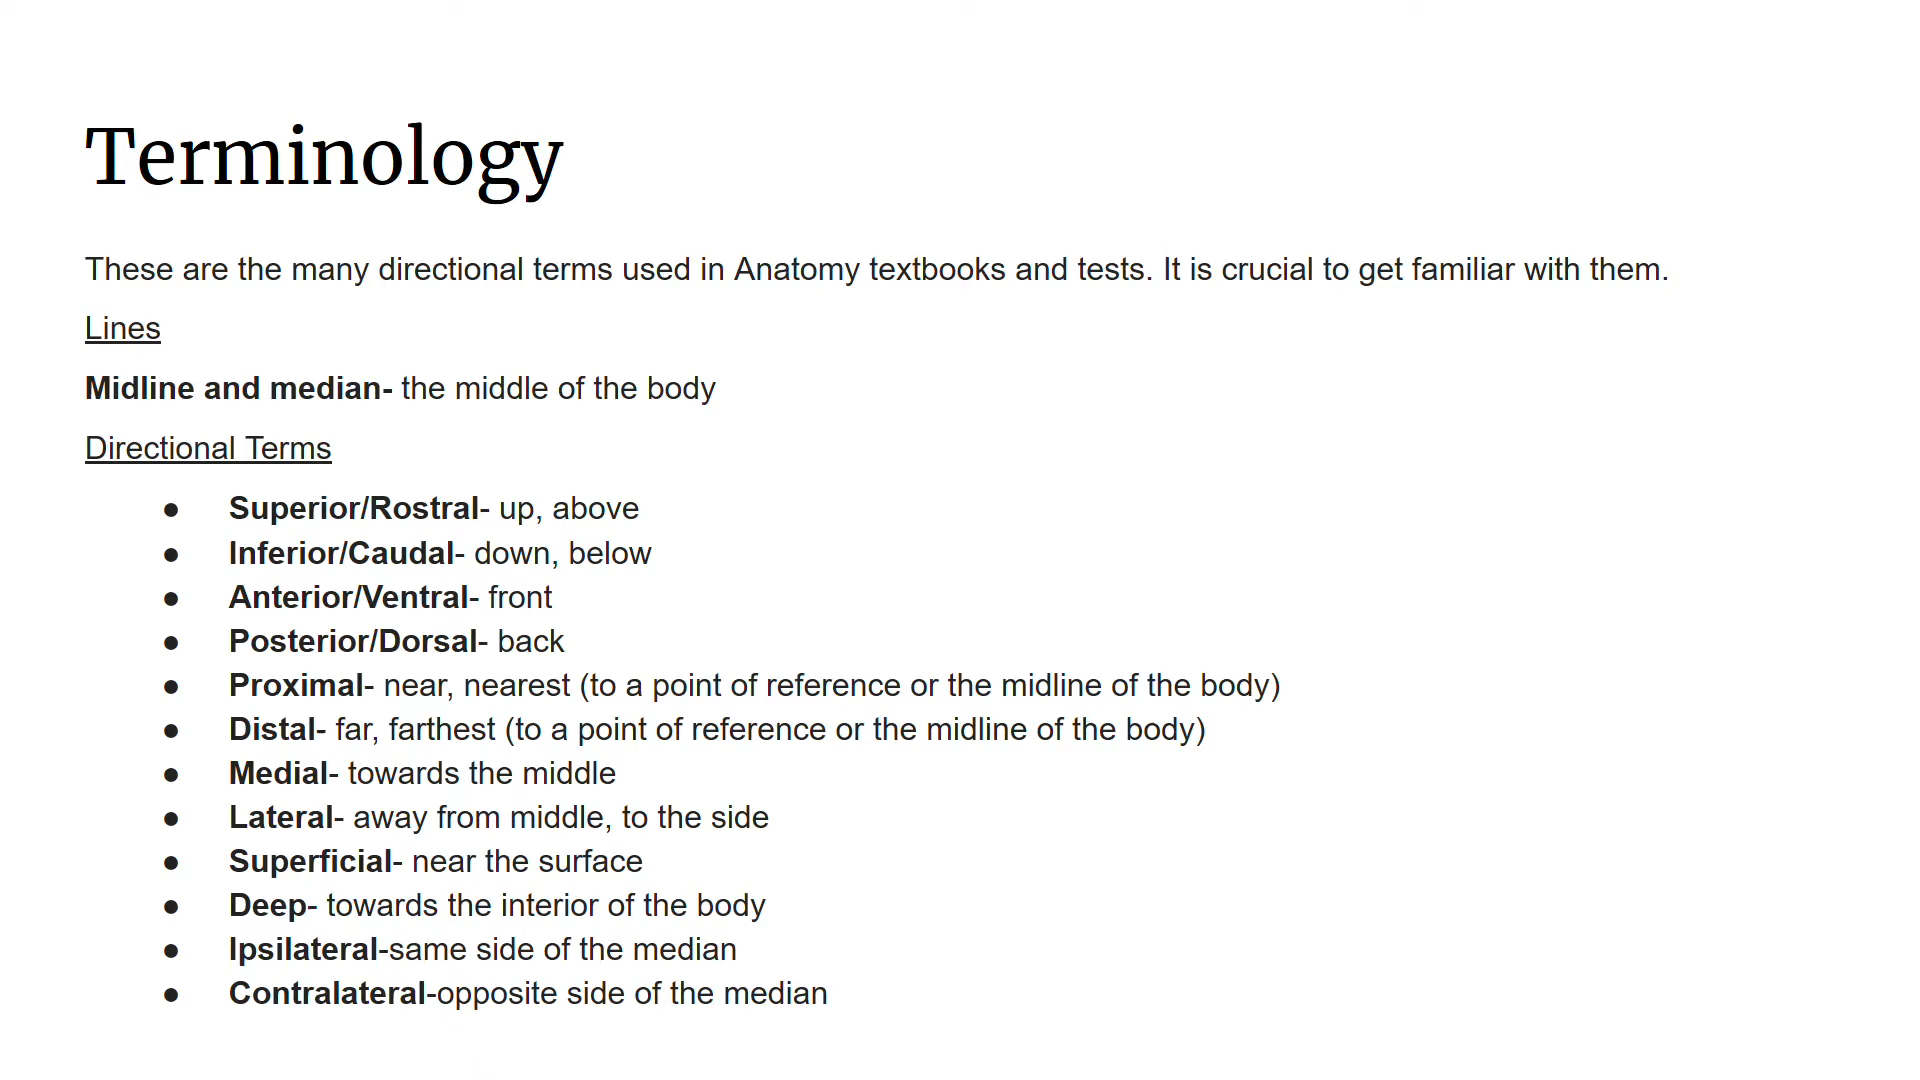 Terminology
These are the many directional terms used in Anatomy textbooks and tests. It is crucial to get familiar with them.
Lines
Midline and median- the middle of the body
Directional Terms
● Superior/Rostral- up, above
● Inferior/Caudal- down, below
● Anterior/Ventral- front
● Posterior/Dorsal- back
● Proximal- near, nearest (to a point of reference or the midline of the body)
● Distal- far, farthest (to a point of reference or the midline of the body)
● Medial- towards the middle
● Lateral- away from middle, to the side
● Superficial- near the surface
● Deep- towards the interior of the body
● Ipsilateral-same side of the median
● Contralateral-opposite side of the median